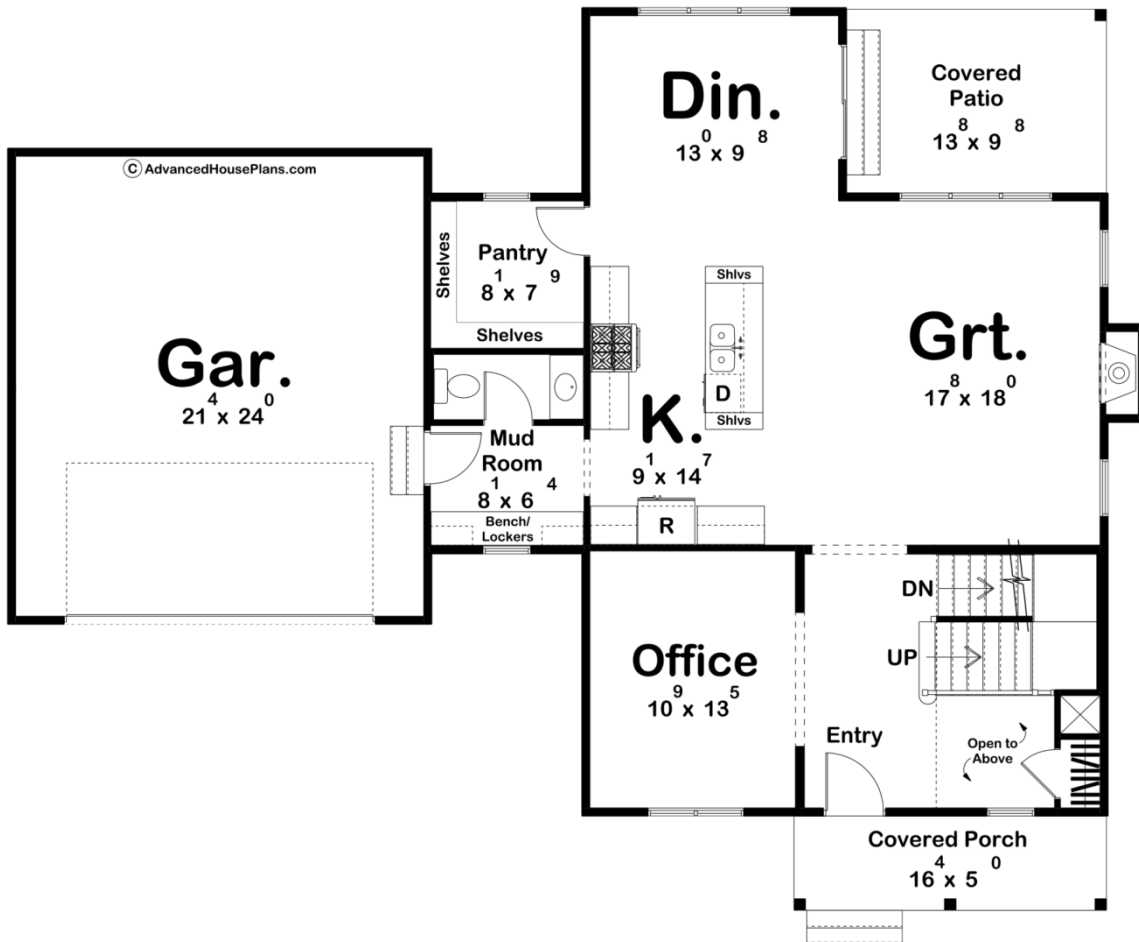 Din.
13⁰ x 9⁸
Covered
Patio
13⁸ x 9⁸
© AdvancedHousePlans.com
Shelves
Pantry
8¹ x 7⁹
Shelves
Shlvs
Gar.
21⁴ x 24⁰
Grt.
17⁸ x 18⁰
D
Shlvs
K.
9¹ x 14⁷
Mud
Room
8¹ x 6⁴
Bench/
Lockers
R
DN
UP
Office
10⁹ x 13⁵
Entry
Open to
Above
Covered Porch
16⁴ x 5⁰